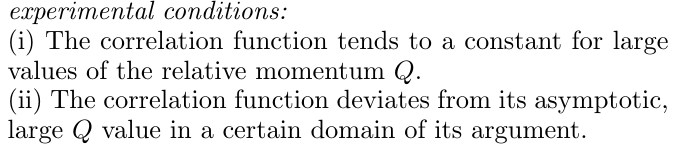 experimental conditions:
(i) The correlation function tends to a constant for large
values of the relative momentum Q.
(ii) The correlation function deviates from its asymptotic,
large Q value in a certain domain of its argument.